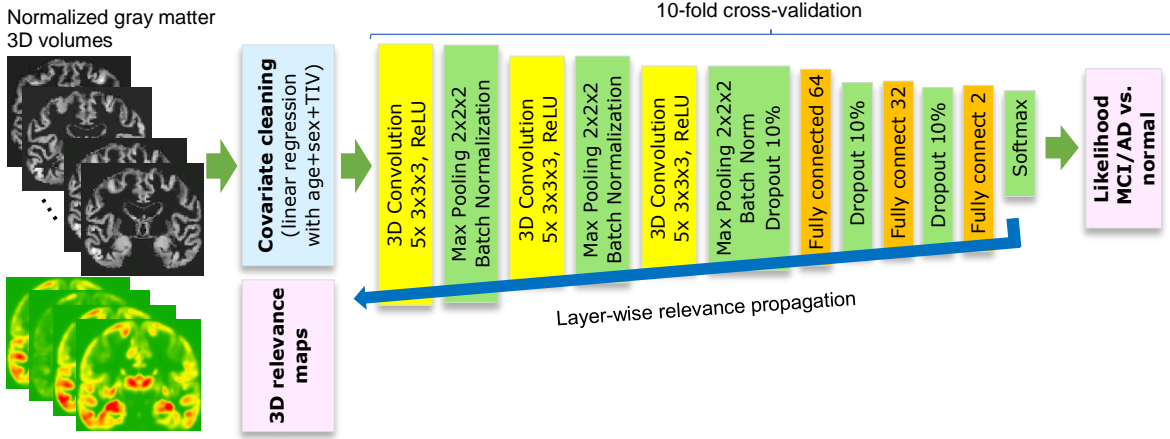 Normalized gray matter
3D volumes
10-fold cross-validation
Covariate cleaning
(linear regression
with age+sex+TIV)
3D Convolution
5x 3x3x3, ReLU
Max Pooling 2x2x2
Batch Normalization
3D Convolution
5x 3x3x3, ReLU
Max Pooling 2x2x2
Batch Normalization
3D Convolution
5x 3x3x3, ReLU
Max Pooling 2x2x2
Batch Norm
Dropout 10%
Fully connected 64
Dropout 10%
Fully connect 32
Dropout 10%
Fully connect 2
Softmax
Likelihood
MCI/AD vs.
normal
Layer-wise relevance propagation
3D relevance
maps